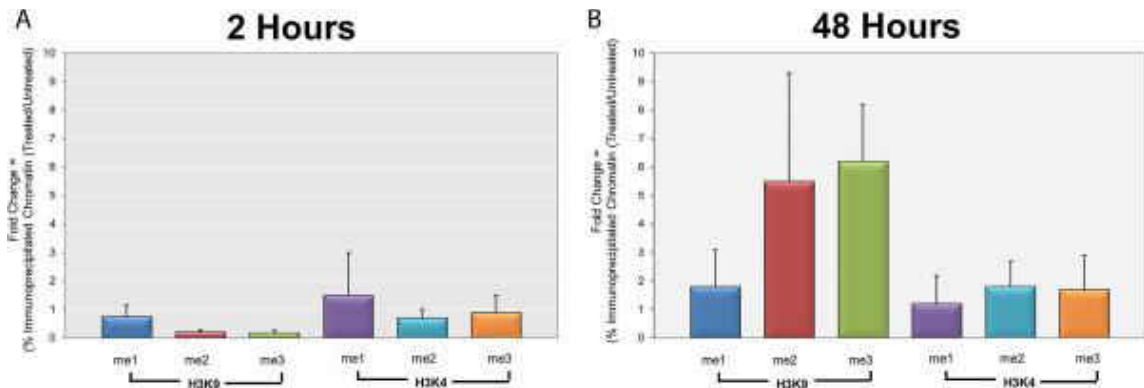 A
2 Hours
Fold Change =
(% Immunoprecipitated Chromatin (Treated/Untreated)
10
9
8
7
6
5
4
3
2
1
0
me1
me2
me3
me1
me2
me3
H3K9
H3K4
B
48 Hours
Fold Change =
(% Immunoprecipitated Chromatin (Treated/Untreated)
10
9
8
7
6
5
4
3
2
1
0
me1
me2
me3
me1
me2
me3
H3K9
H3K4